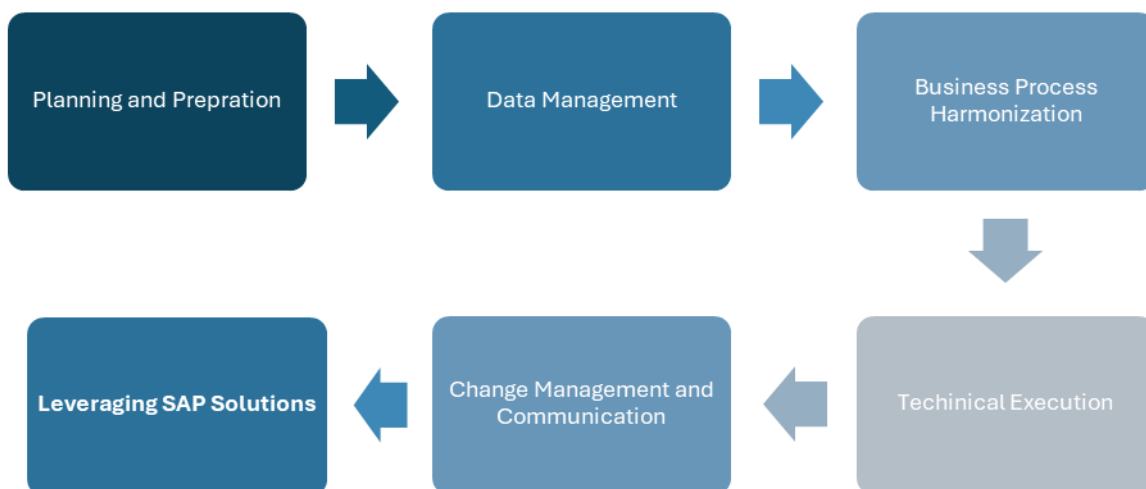 Planning and Prepration
Data Management
Business Process
Harmonization
Techinical Execution
Change Management and
Communication
Leveraging SAP Solutions